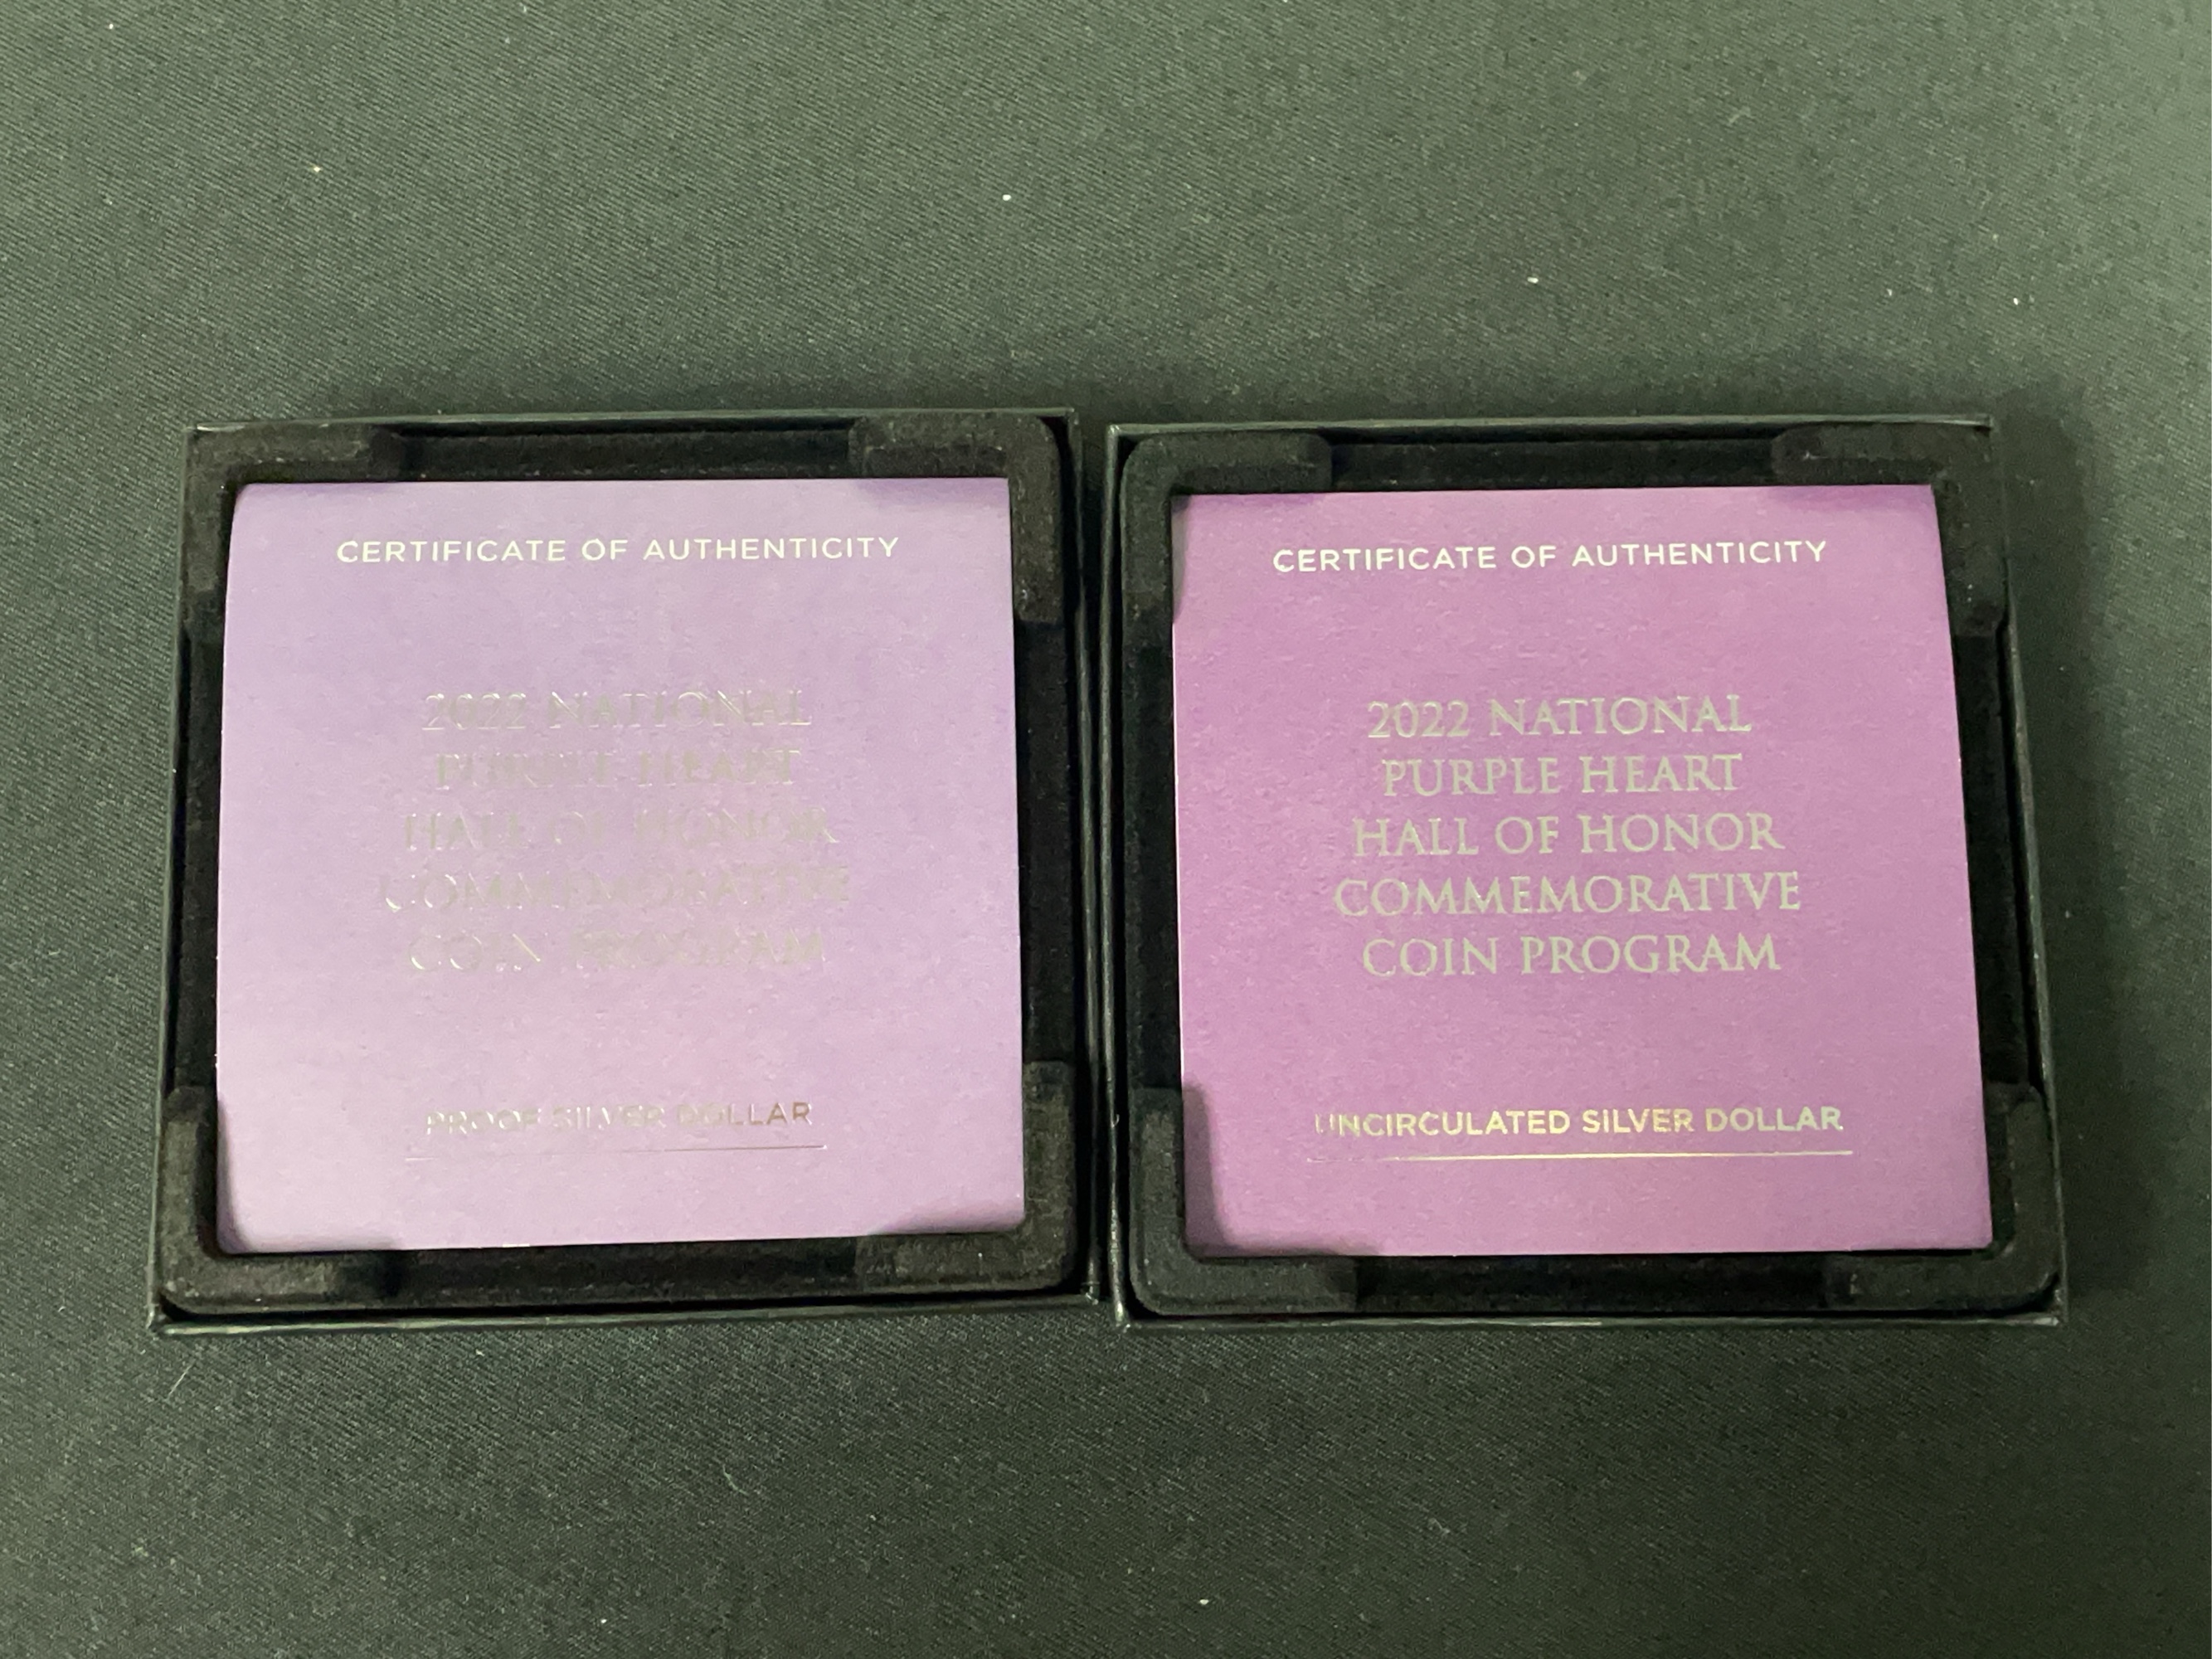 CERTIFICATE OF AUTHENTICITY
2022 NATIONAL
PURPLE HEART
HALL OF HONOR
COMMEMORATIVE
COIN PROGRAM
PROOF SILVER DOLLAR
CERTIFICATE OF AUTHENTICITY
2022 NATIONAL
PURPLE HEART
HALL OF HONOR
COMMEMORATIVE
COIN PROGRAM
UNCIRCULATED SILVER DOLLAR